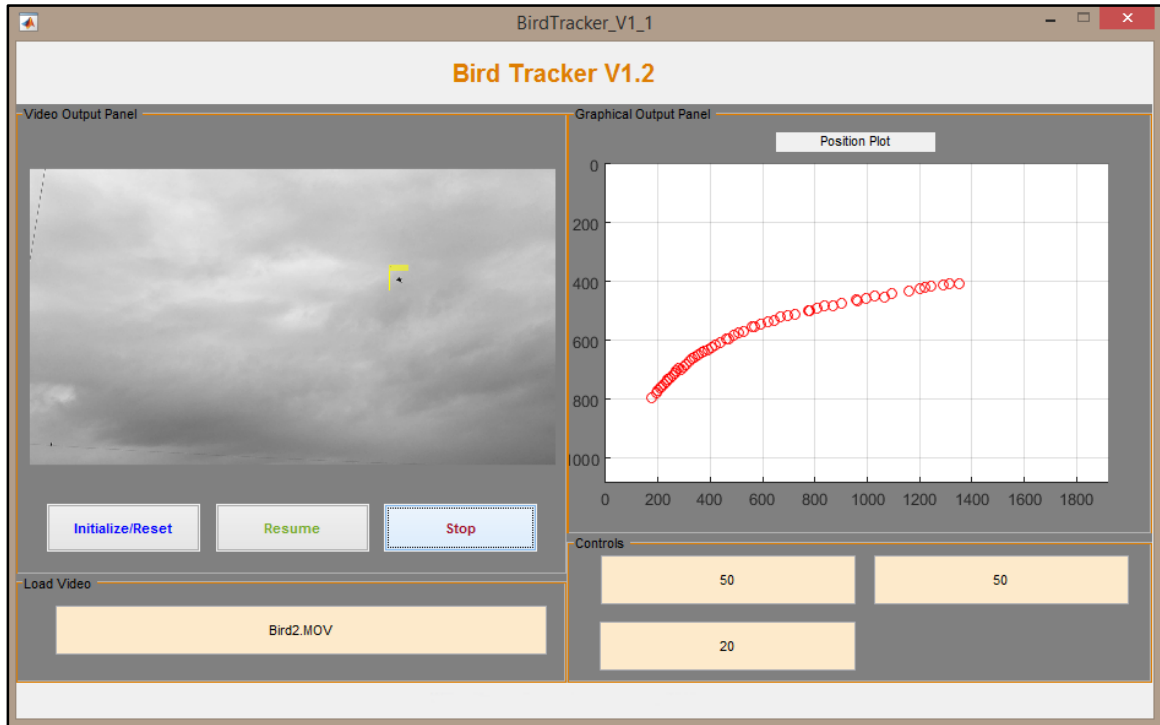 BirdTracker_V1_1
Bird Tracker V1.2
Video Output Panel
Initialize/Reset Resume Stop
Load Video
Bird2.MOV
Graphical Output Panel
Position Plot
0
200
400
600
800
1000
0 200 400 600 800 1000 1200 1400 1600 1800
Controls
50 50
20